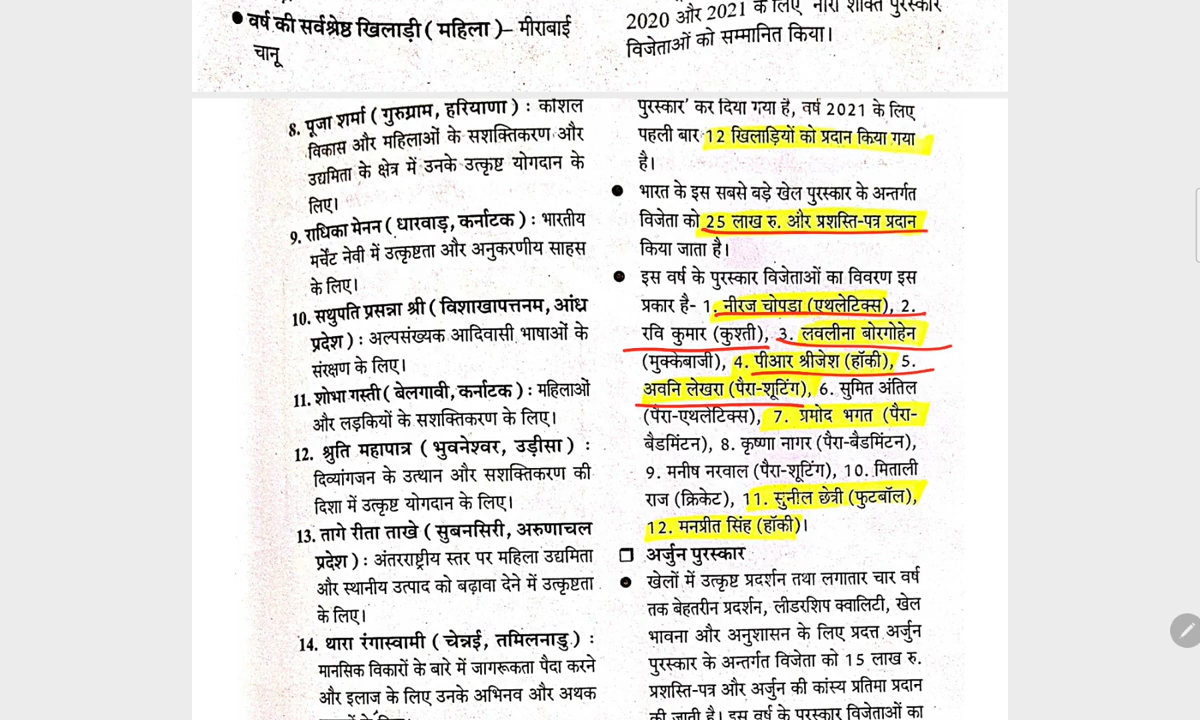 ● वर्ष की सर्वश्रेष्ठ खिलाड़ी ( महिला )– मीराबाई
चानू
2020 और 2021 के लिए नारी शक्ति पुरस्कार
विजेताओं को सम्मानित किया।
8. पूजा शर्मा ( गुरुग्राम, हरियाणा ) : कौशल
विकास और महिलाओं के सशक्तिकरण और
उद्यमिता के क्षेत्र में उनके उत्कृष्ट योगदान के
लिए।
9. राधिका मेनन ( धारवाड़, कर्नाटक ) : भारतीय
मर्चेंट नेवी में उत्कृष्टता और अनुकरणीय साहस
के लिए।
10. सथुपति प्रसन्ना श्री ( विशाखापत्तनम, आंध्र
प्रदेश ) : अल्पसंख्यक आदिवासी भाषाओं के
संरक्षण के लिए।
11. शोभा गस्ती ( बेलगावी, कर्नाटक ) : महिलाओं
और लड़कियों के सशक्तिकरण के लिए।
12. श्रुति महापात्र ( भुवनेश्वर, उड़ीसा ) :
दिव्यांगजन के उत्थान और सशक्तिकरण की
दिशा में उत्कृष्ट योगदान के लिए।
13. तागे रीता ताखे ( सुबनसिरी, अरुणाचल
प्रदेश ) : अंतरराष्ट्रीय स्तर पर महिला उद्यमिता
और स्थानीय उत्पाद को बढ़ावा देने में उत्कृष्टता
के लिए।
14. थारा रंगास्वामी ( चेन्नई, तमिलनाडु ) :
मानसिक विकारों के बारे में जागरूकता पैदा करने
और इलाज के लिए उनके अभिनव और अथक
पुरस्कार' कर दिया गया है, वर्ष 2021 के लिए
पहली बार 12 खिलाड़ियों को प्रदान किया गया
है।
● भारत के इस सबसे बड़े खेल पुरस्कार के अन्तर्गत
विजेता को 25 लाख रु. और प्रशस्ति-पत्र प्रदान
किया जाता है।
● इस वर्ष के पुरस्कार विजेताओं का विवरण इस
प्रकार है- 1. नीरज चोपडा (एथलेटिक्स), 2.
रवि कुमार (कुश्ती), 3. लवलीना बोरगोहेन
(मुक्केबाजी), 4. पीआर श्रीजेश (हॉकी), 5.
अवनि लेखरा (पैरा-शूटिंग), 6. सुमित अंतिल
(पैरा-एथलेटिक्स), 7. प्रमोद भगत (पैरा-
बैडमिंटन), 8. कृष्णा नागर (पैरा-बैडमिंटन),
9. मनीष नरवाल (पैरा-शूटिंग), 10. मिताली
राज (क्रिकेट), 11. सुनील छेत्री (फुटबॉल),
12. मनप्रीत सिंह (हॉकी)।
❑ अर्जुन पुरस्कार
● खेलों में उत्कृष्ट प्रदर्शन तथा लगातार चार वर्ष
तक बेहतरीन प्रदर्शन, लीडरशिप क्वालिटी, खेल
भावना और अनुशासन के लिए प्रदत्त अर्जुन
पुरस्कार के अन्तर्गत विजेता को 15 लाख रु.
प्रशस्ति-पत्र और अर्जुन की कांस्य प्रतिमा प्रदान
की जाती है। इस वर्ष के पुरस्कार विजेताओं का